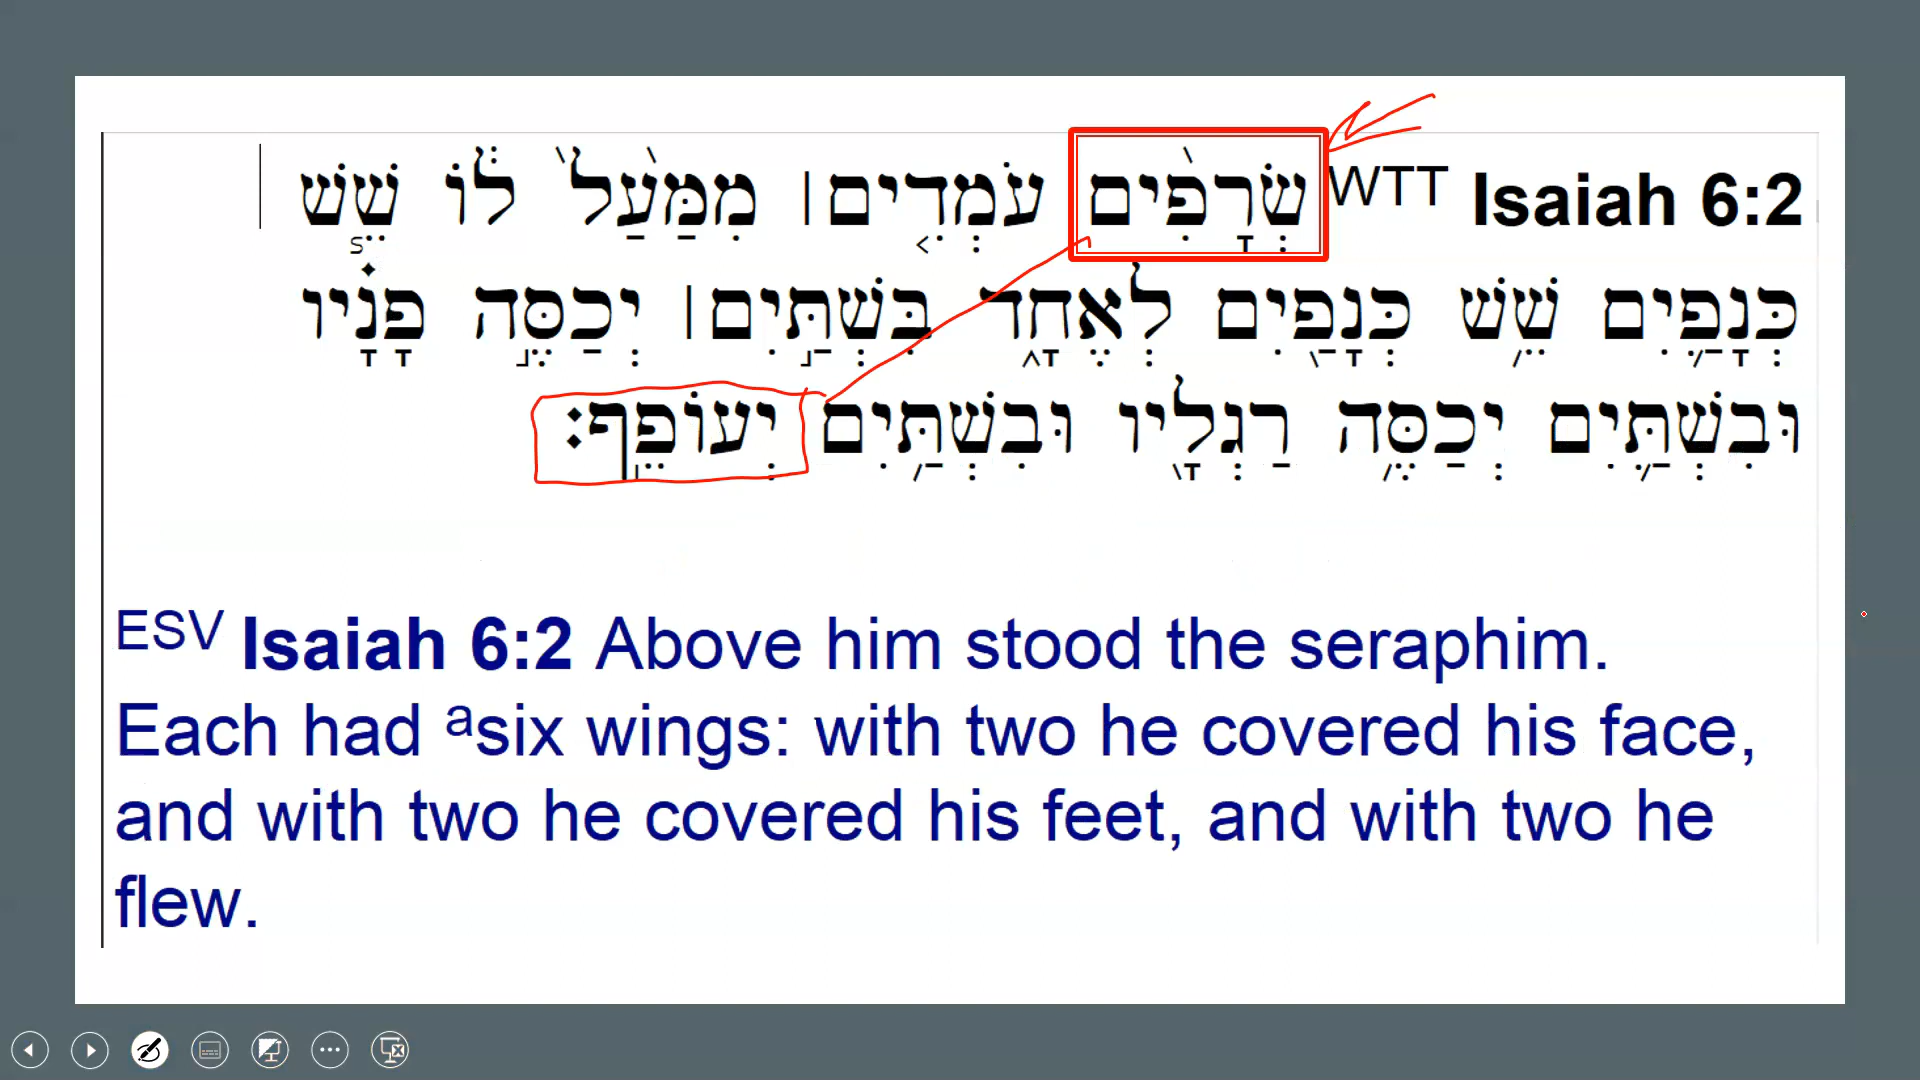 WTT Isaiah 6:2 שְׂרָפִ֨ים עֹמְדִ֤ים׀ מִמַּ֙עַל֙ ל֔וֹ שֵׁ֧שׁ
כְּנָפַ֛יִם שֵׁ֥שׁ כְּנָפַ֖יִם לְאֶחָ֑ד בִּשְׁתַּ֣יִם׀ יְכַסֶּ֣ה פָנָ֗יו
וּבִשְׁתַּ֛יִם יְכַסֶּ֥ה רַגְלָ֖יו וּבִשְׁתַּ֥יִם יְעוֹפֵֽף׃
ESV Isaiah 6:2 Above him stood the seraphim.
Each had asix wings: with two he covered his face,
and with two he covered his feet, and with two he
flew.